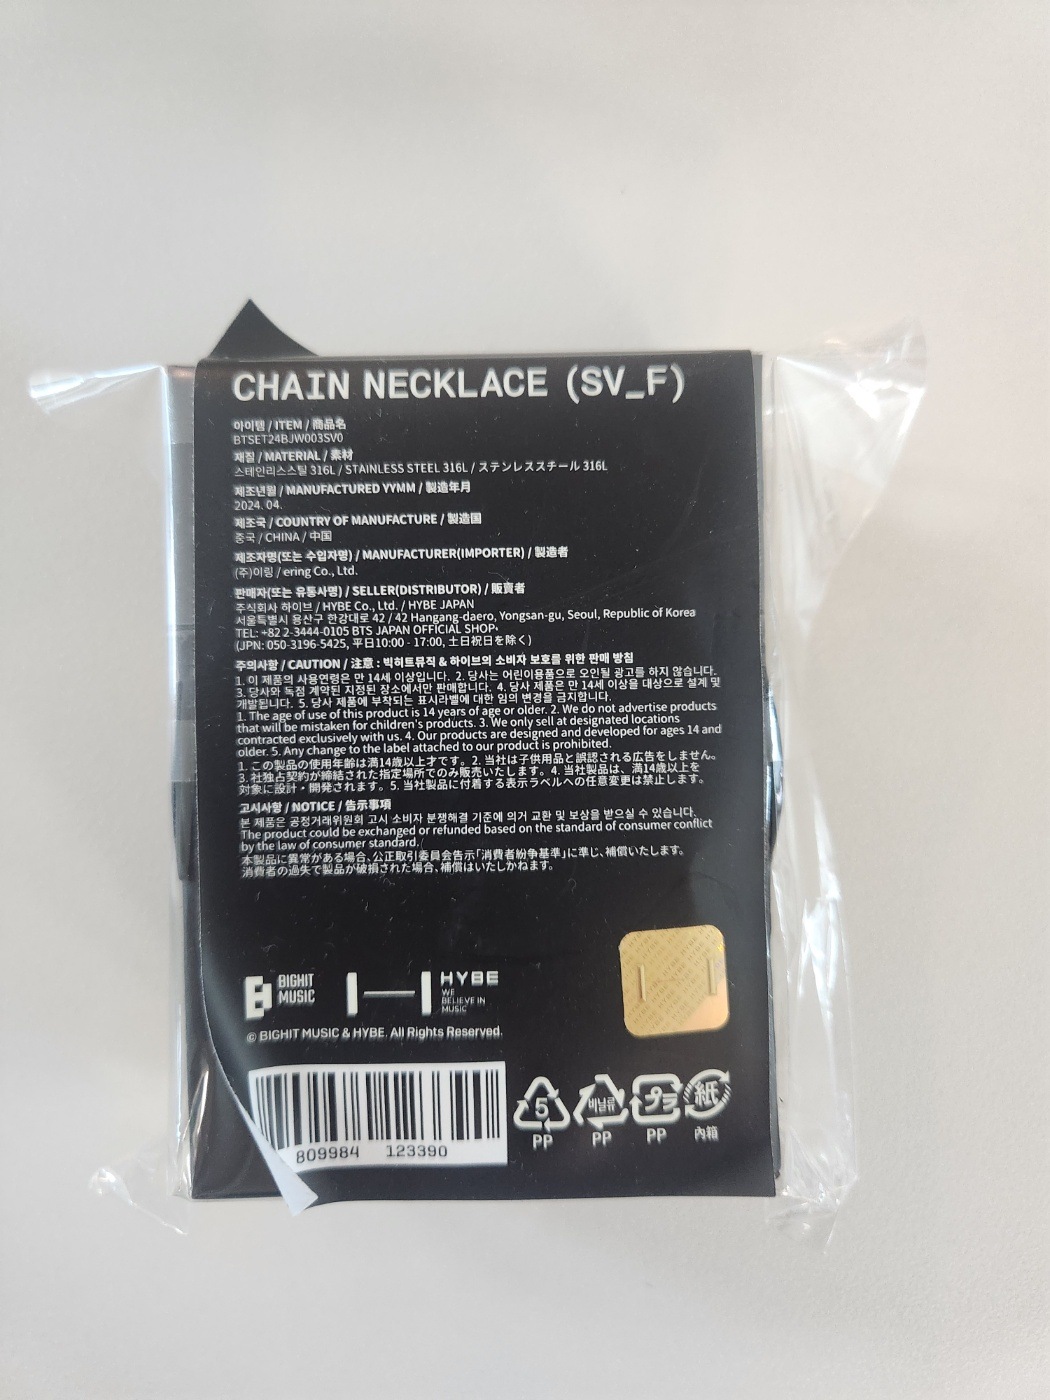 CHAIN NECKLACE (SV_F)
아이템 / ITEM / 商品名
BTSET24BJW003SV0
재질 / MATERIAL / 素材
스테인리스스틸 316L / STAINLESS STEEL 316L / ステンレススチール 316L
제조년월 / MANUFACTURED YYMM / 製造年月
2024. 04.
제조국 / COUNTRY OF MANUFACTURE / 製造国
중국 / CHINA / 中国
제조자명(또는 수입자명) / MANUFACTURER(IMPORTER) / 製造者
(주)이링 / ering Co., Ltd.
판매자(또는 유통사명) / SELLER(DISTRIBUTOR) / 販賣者
주식회사 하이브 / HYBE Co., Ltd. / HYBE JAPAN
서울특별시 용산구 한강대로 42 / 42 Hangang-daero, Yongsan-gu, Seoul, Republic of Korea
TEL: +82 2-3444-0105 BTS JAPAN OFFICIAL SHOP
(JPN: 050-3196-5425, 平日10:00 - 17:00, 土日祝日を除く)
주의사항 / CAUTION / 注意 : 빅히트뮤직 & 하이브의 소비자 보호를 위한 판매 방침
1. 이 제품의 사용연령은 만 14세 이상입니다. 2. 당사는 어린이용품으로 오인될 광고를 하지 않습니다.
3. 당사와 독점 계약된 지정된 장소에서만 판매합니다. 4. 당사 제품은 만 14세 이상을 대상으로 설계 및
개발됩니다. 5. 당사 제품에 부착되는 표시라벨에 대한 임의 변경을 금지합니다.
1. The age of use of this product is 14 years of age or older. 2. We do not advertise products
that will be mistaken for children's products. 3. We only sell at designated locations
contracted exclusively with us. 4. Our products are designed and developed for ages 14 and
older. 5. Any change to the label attached to our product is prohibited.
1. この製品の使用年齢は満14歳以上才です。2. 当社は子供用品と誤認される広告をしません。
3. 社独占契約が締結された指定場所でのみ販売いたします。4. 当社製品は、満14歳以上を
対象に設計・開発されます。5. 当社製品に付着する表示ラベルへの任意変更は禁止します。
고시사항 / NOTICE / 告示事項
본 제품은 공정거래위원회 고시 소비자 분쟁해결 기준에 의거 교환 및 보상을 받으실 수 있습니다.
The product could be exchanged or refunded based on the standard of consumer conflict
by the law of consumer standard.
本製品に異常がある場合、公正取引委員会告示「消費者紛争基準」に準じ、補償いたします。
消費者の過失で製品が破損された場合、補償はいたしかねます。
BIGHIT
MUSIC
HYBE
WE
BELIEVE IN
MUSIC
© BIGHIT MUSIC & HYBE. All Rights Reserved.
809984 123390
5
PP
비닐류
PP
プラ
PP
紙
内箱